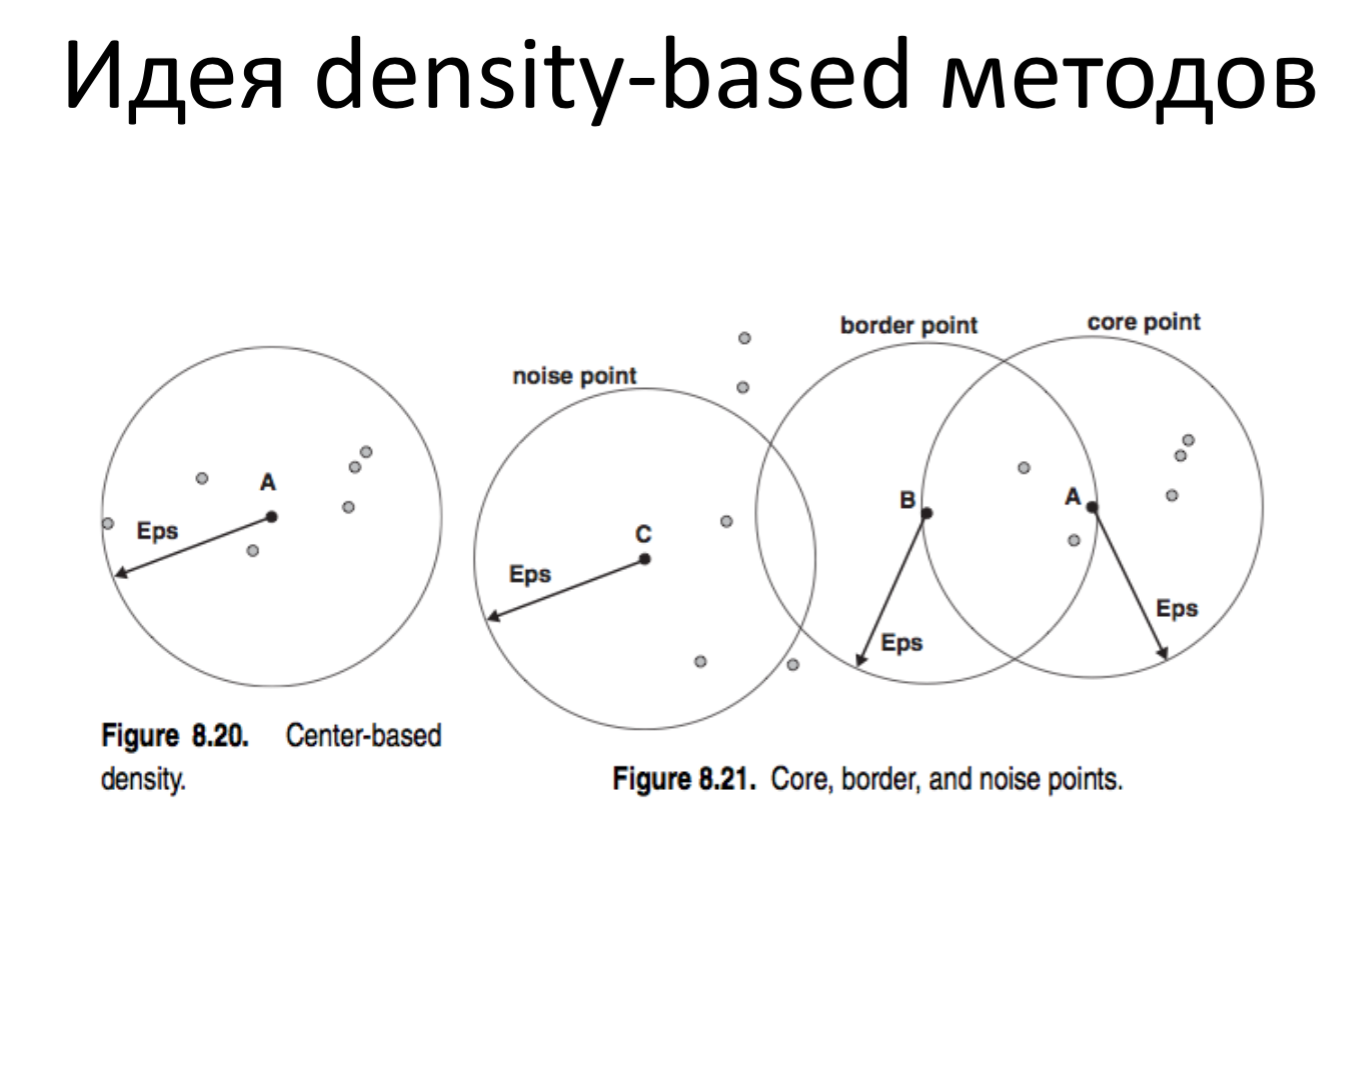 Идея density-based методов
A
Eps
Figure 8.20. Center-based
density.
noise point
border point
core point
C
Eps
B
A
Eps
Eps
Figure 8.21. Core, border, and noise points.